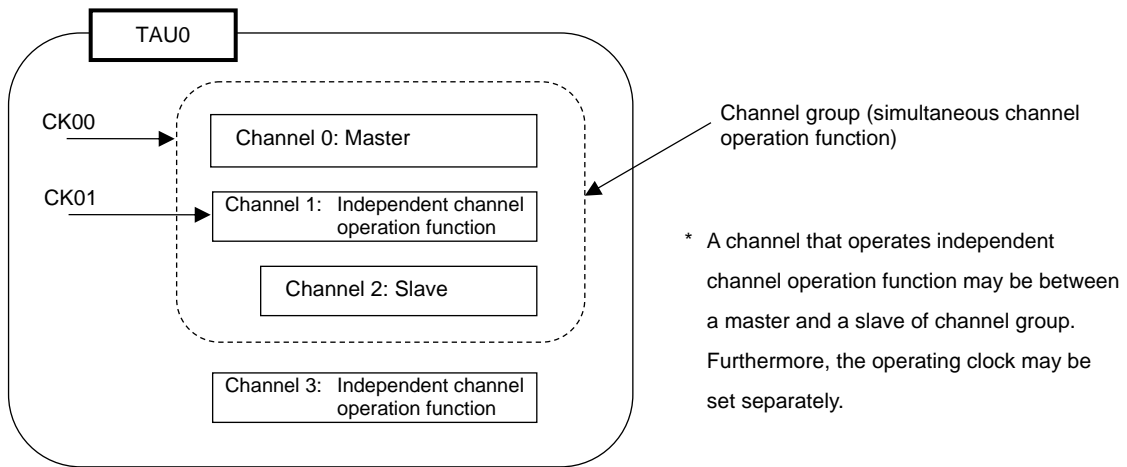 TAU0
CK00
Channel 0: Master
CK01
Channel 1: Independent channel
operation function
Channel 2: Slave
Channel 3: Independent channel
operation function
Channel group (simultaneous channel
operation function)
* A channel that operates independent
channel operation function may be between
a master and a slave of channel group.
Furthermore, the operating clock may be
set separately.